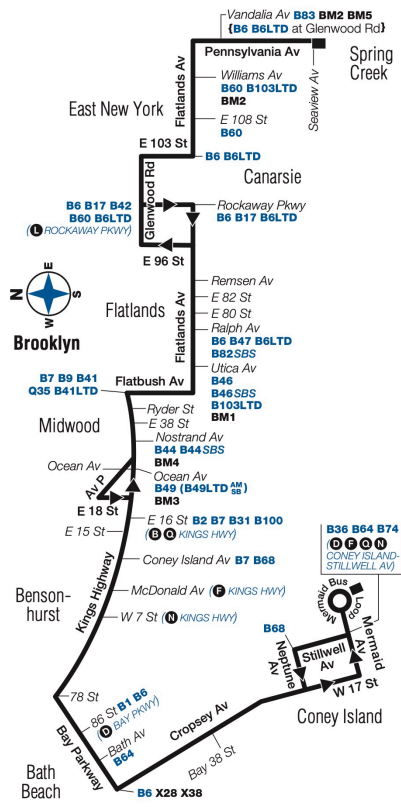 Vandalia Av B83 BM2 BM5
{B6 B6LTD at Glenwood Rd}
Pennsylvania Av
Spring
Creek
Seaview Av
Flatlands Av
Williams Av
B60 B103LTD
BM2
East New York
E 108 St
B60
E 103 St
B6 B6LTD
Glenwood Rd
Canarsie
B6 B17 B42
B60 B6LTD
(L ROCKAWAY PKWY)
Rockaway Pkwy
B6 B17 B6LTD
E 96 St
N
E
S
W
Brooklyn
Flatlands
Flatlands Av
Remsen Av
E 82 St
E 80 St
Ralph Av
B6 B47 B6LTD
B82SBS
Utica Av
B46
B46SBS
B103LTD
BM1
B7 B9 B41
Q35 B41LTD
Flatbush Av
Midwood
Ryder St
E 38 St
Nostrand Av
B44 B44SBS
BM4
Ocean Av
Av P
Ocean Av
B49 (B49LTD AM SB)
BM3
E 18 St
E 16 St B2 B7 B31 B100
(B Q KINGS HWY)
E 15 St
Coney Island Av B7 B68
Kings Highway
McDonald Av (F KINGS HWY)
Benson-
hurst
W 7 St (N KINGS HWY)
B36 B64 B74
(D F Q N
CONEY ISLAND-
STILLWELL AV)
Mermaid Bus
Loop
B68
Neptune
Av
Stillwell
Av
Mermaid
Av
W 17 St
Coney Island
78 St
86 St B1 B6
(D BAY PKWY)
Bay Parkway
Bath Av
B64
Cropsey Av
Bay 38 St
Bath
Beach
B6 X28 X38